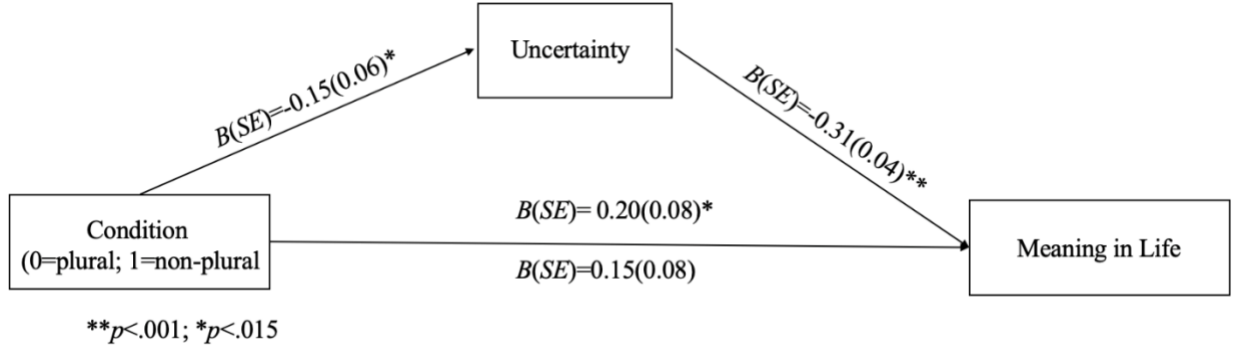 Uncertainty
B(SE)=-0.15(0.06)*
B(SE)=-0.31(0.04)**
B(SE)= 0.20(0.08)*
Condition
(0=plural; 1=non-plural
Meaning in Life
B(SE)=0.15(0.08)
**p<.001; *p<.015